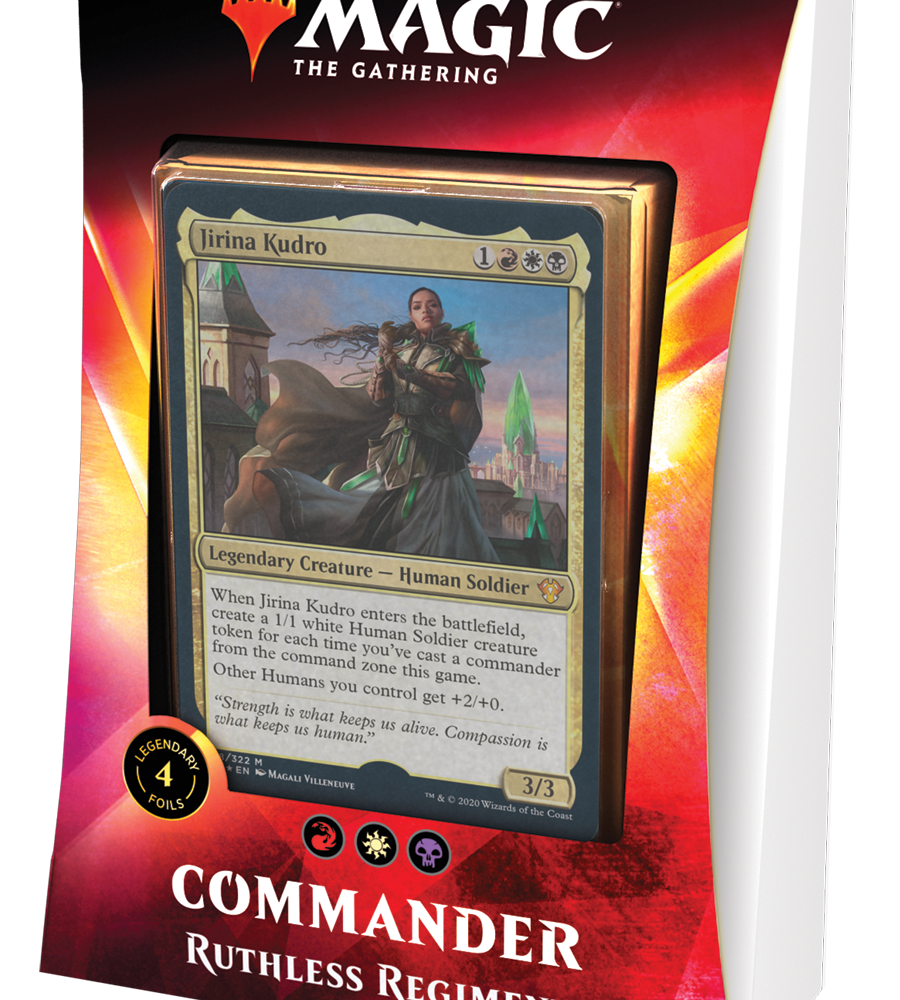 MAGIC
THE GATHERING
Jirina Kudro
1
Legendary Creature — Human Soldier
When Jirina Kudro enters the battlefield,
create a 1/1 white Human Soldier creature
token for each time you've cast a commander
from the command zone this game.
Other Humans you control get +2/+0.
“Strength is what keeps us alive. Compassion is
what keeps us human.”
/322 M
EN Magali Villeneuve
3/3
™ & © 2020 Wizards of the Coast
LEGENDARY
4
FOILS
COMMANDER
RUTHLESS REGIMEN